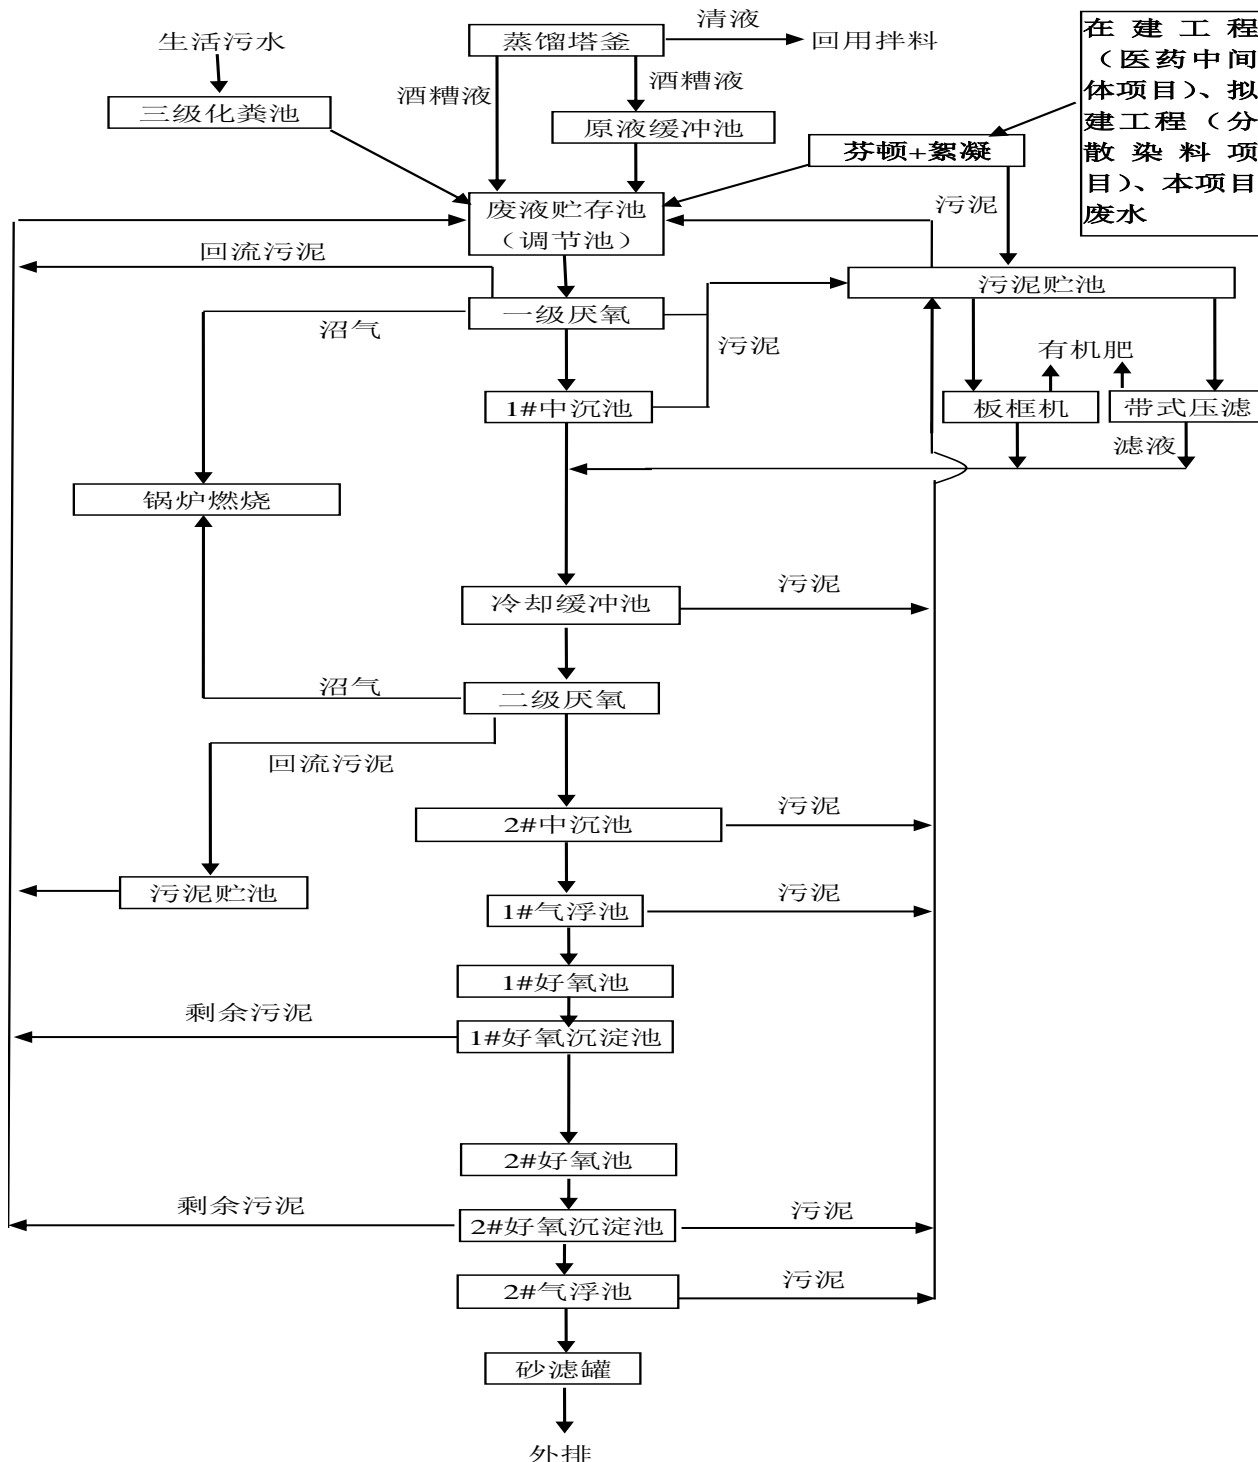 清液
生活污水
蒸馏塔釜
回用拌料
在建工程
（医药中间
体项目）、拟
建工程（分
散染料项
目）、本项目
废水
酒糟液
酒糟液
三级化粪池
原液缓冲池
芬顿+絮凝
废液贮存池
（调节池）
污泥
回流污泥
污泥贮池
一级厌氧
沼气
污泥
有机肥
1#中沉池
板框机
带式压滤
滤液
锅炉燃烧
冷却缓冲池
污泥
沼气
二级厌氧
回流污泥
2#中沉池
污泥
污泥贮池
1#气浮池
污泥
1#好氧池
剩余污泥
1#好氧沉淀池
2#好氧池
剩余污泥
2#好氧沉淀池
污泥
2#气浮池
污泥
砂滤罐
外排